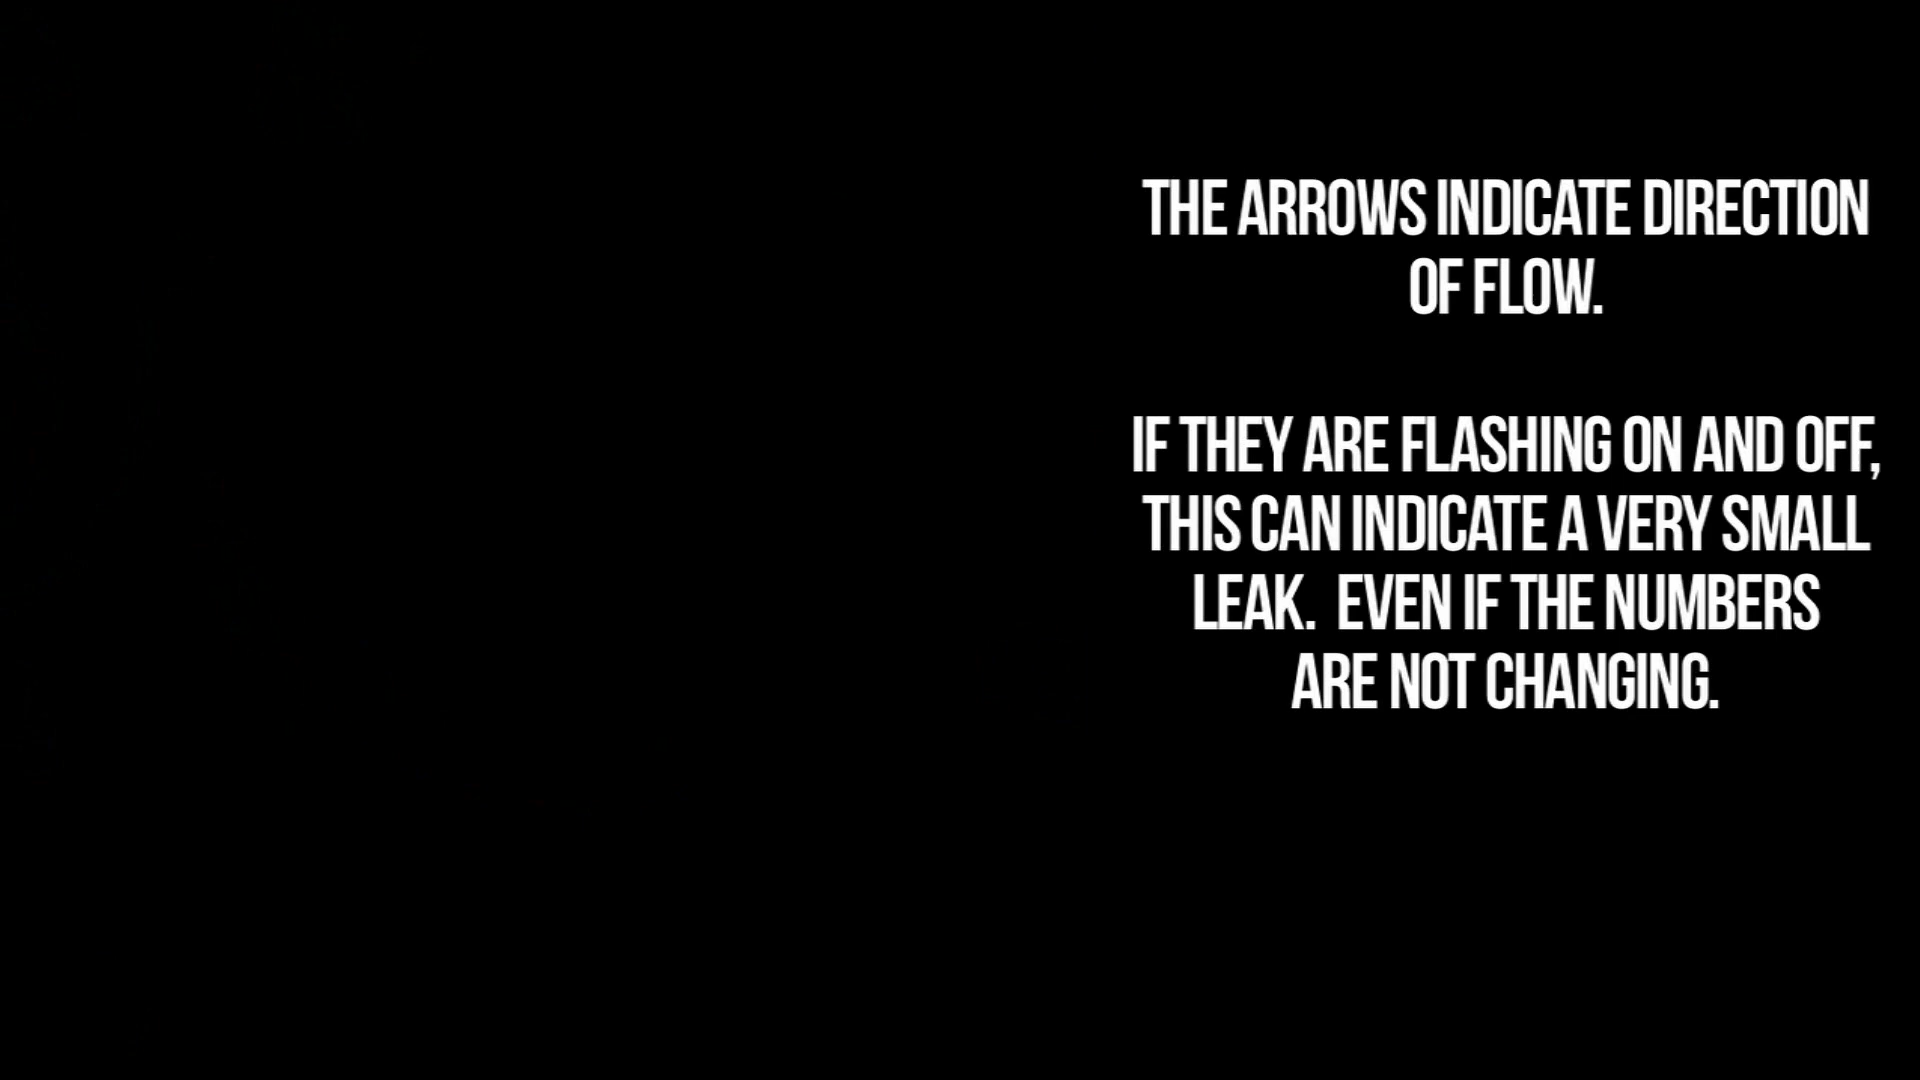 THE ARROWS INDICATE DIRECTION
OF FLOW.
IF THEY ARE FLASHING ON AND OFF,
THIS CAN INDICATE A VERY SMALL
LEAK.  EVEN IF THE NUMBERS
ARE NOT CHANGING.